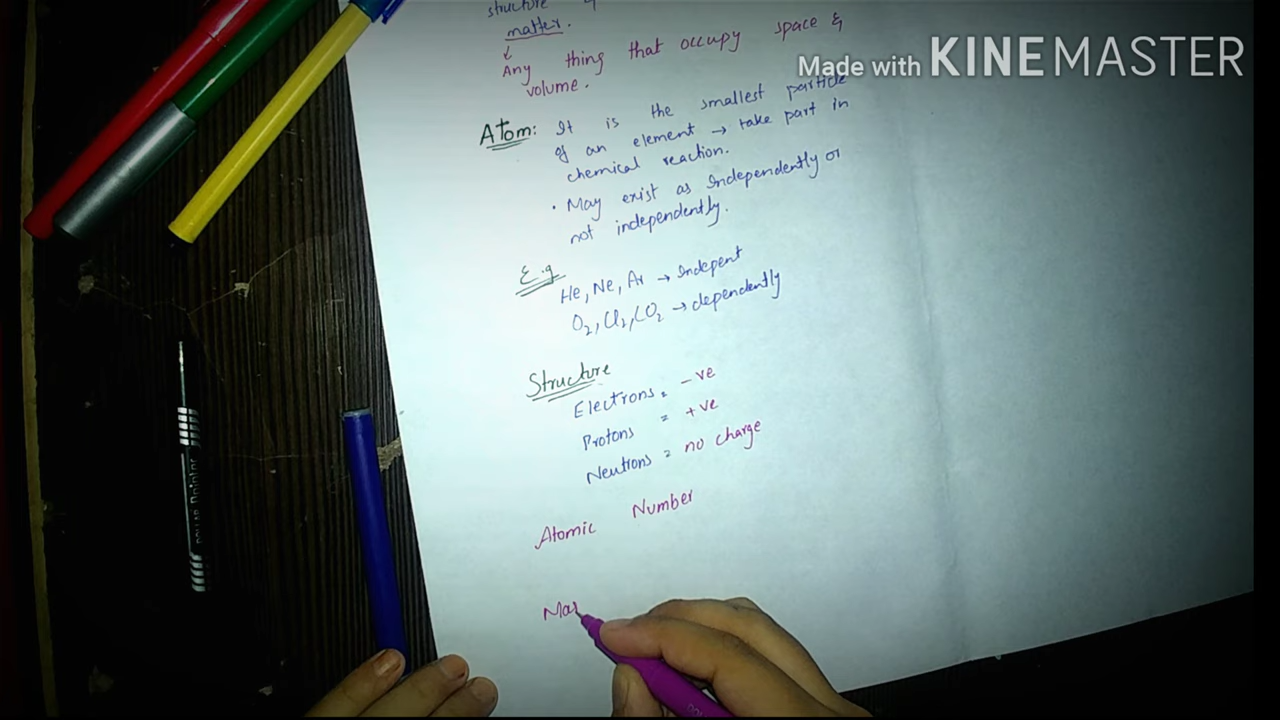 structure
matter.
Any thing that occupy space &
volume.
Made with KINEMASTER
Atom: It is the smallest particle
of an element → take part in
chemical reaction.
• May exist as Independently or
not independently.
E.g
He, Ne, Ar → Indepent
O₂, Cl₂, CO₂ → dependently
Structure
Electrons = -ve
Protons = +ve
Neutrons = no charge
Atomic Number
Mas